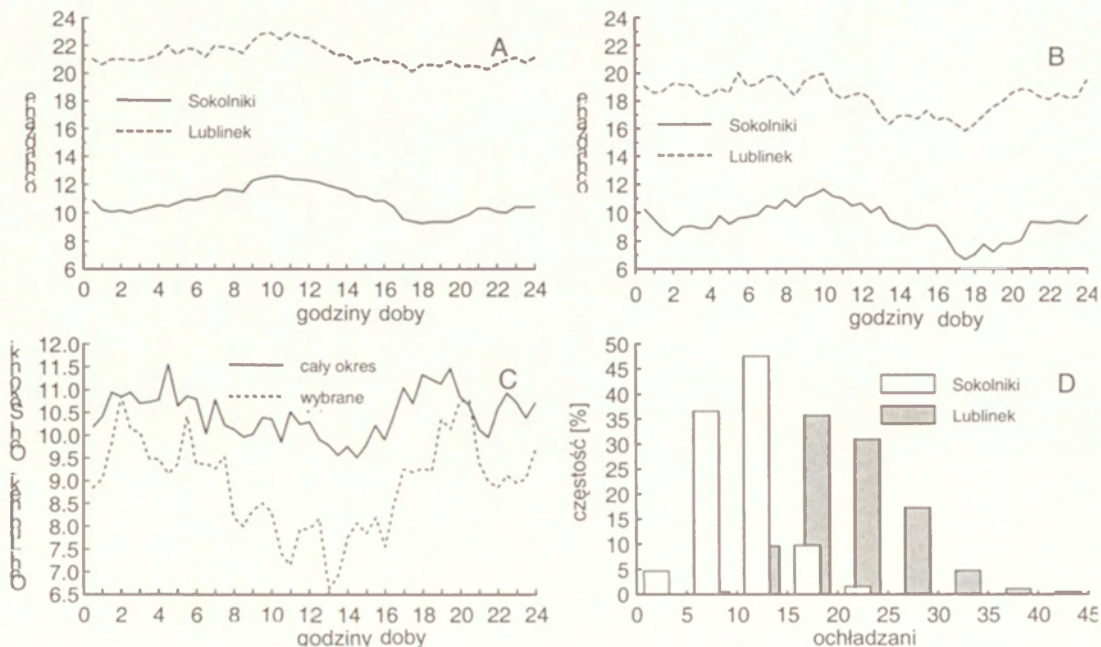 24
22
20
18
16
14
12
10
8
6
A
Sokolniki
Lublinek
ochładzanie
0 2 4 6 8 10 12 14 16 18 20 22 24
godziny doby
24
22
20
18
16
14
12
10
8
6
B
Sokolniki
Lublinek
ochładzanie
0 2 4 6 8 10 12 14 16 18 20 22 24
godziny doby
12.0
11.5
11.0
10.5
10.0
9.5
9.0
8.5
8.0
7.5
7.0
6.5
C
cały okres
wybrane
0 2 4 6 8 10 12 14 16 18 20 22 24
godziny doby
50
45
40
35
30
25
20
15
10
5
0
D
Sokolniki
Lublinek
częstość [%]
0 5 10 15 20 25 30 35 40 45
ochładzani